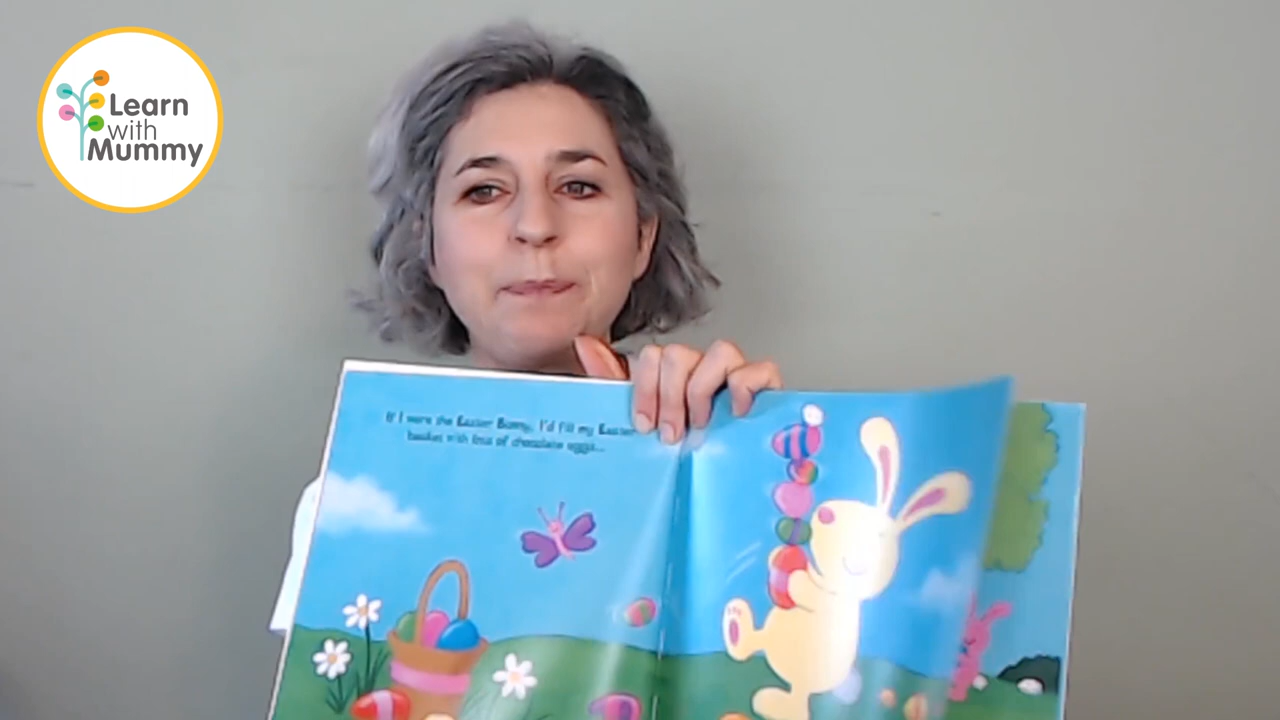 Learn
with
Mummy
If I were the Easter Bunny, I'd fill my Easter
basket with lots of chocolate eggs...